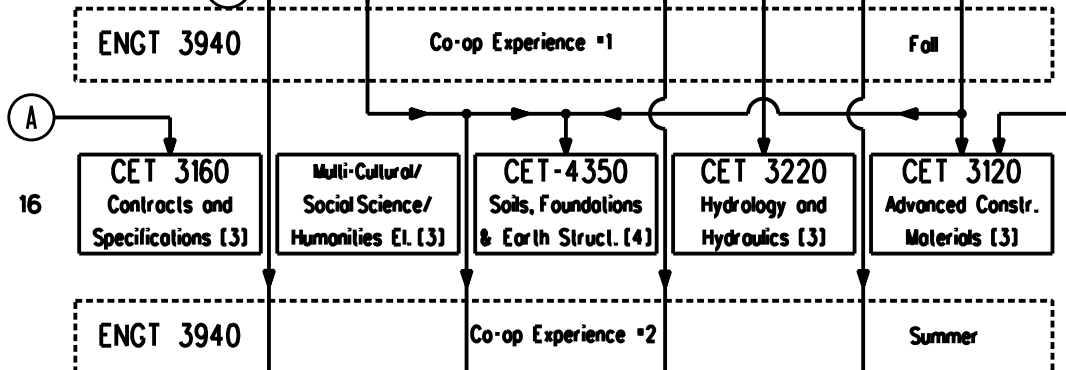 ENGT 3940 Co-op Experience #1 Fall
A
CET 3160
Contracts and
Specifications (3)
Multi-Cultural/
Social Science/
Humanities El. (3)
CET-4350
Soils, Foundations
& Earth Struct. (4)
CET 3220
Hydrology and
Hydraulics (3)
CET 3120
Advanced Constr.
Materials (3)
16
ENGT 3940 Co-op Experience #2 Summer